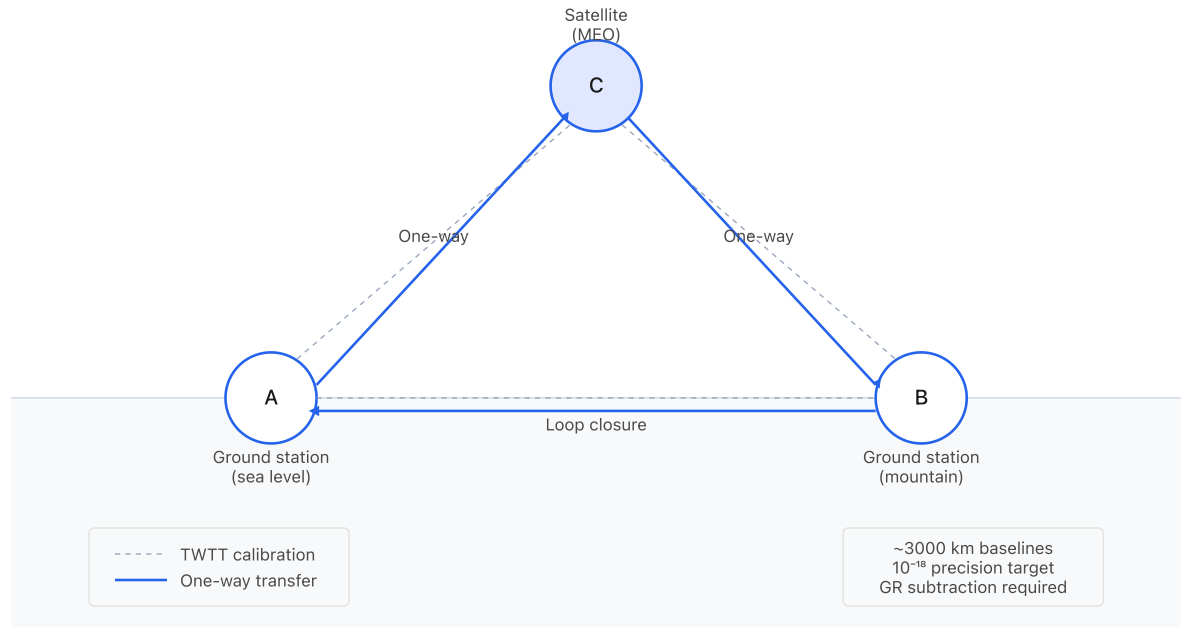 Satellite
(MEO)
C
One-way
One-way
A
B
Loop closure
Ground station
(sea level)
Ground station
(mountain)
TWTT calibration
One-way transfer
~3000 km baselines
10⁻¹⁸ precision target
GR subtraction required